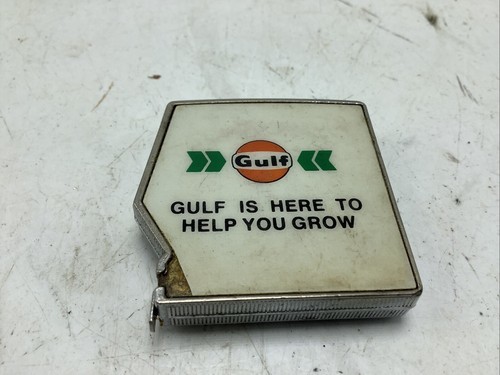 Gulf
GULF IS HERE TO
HELP YOU GROW